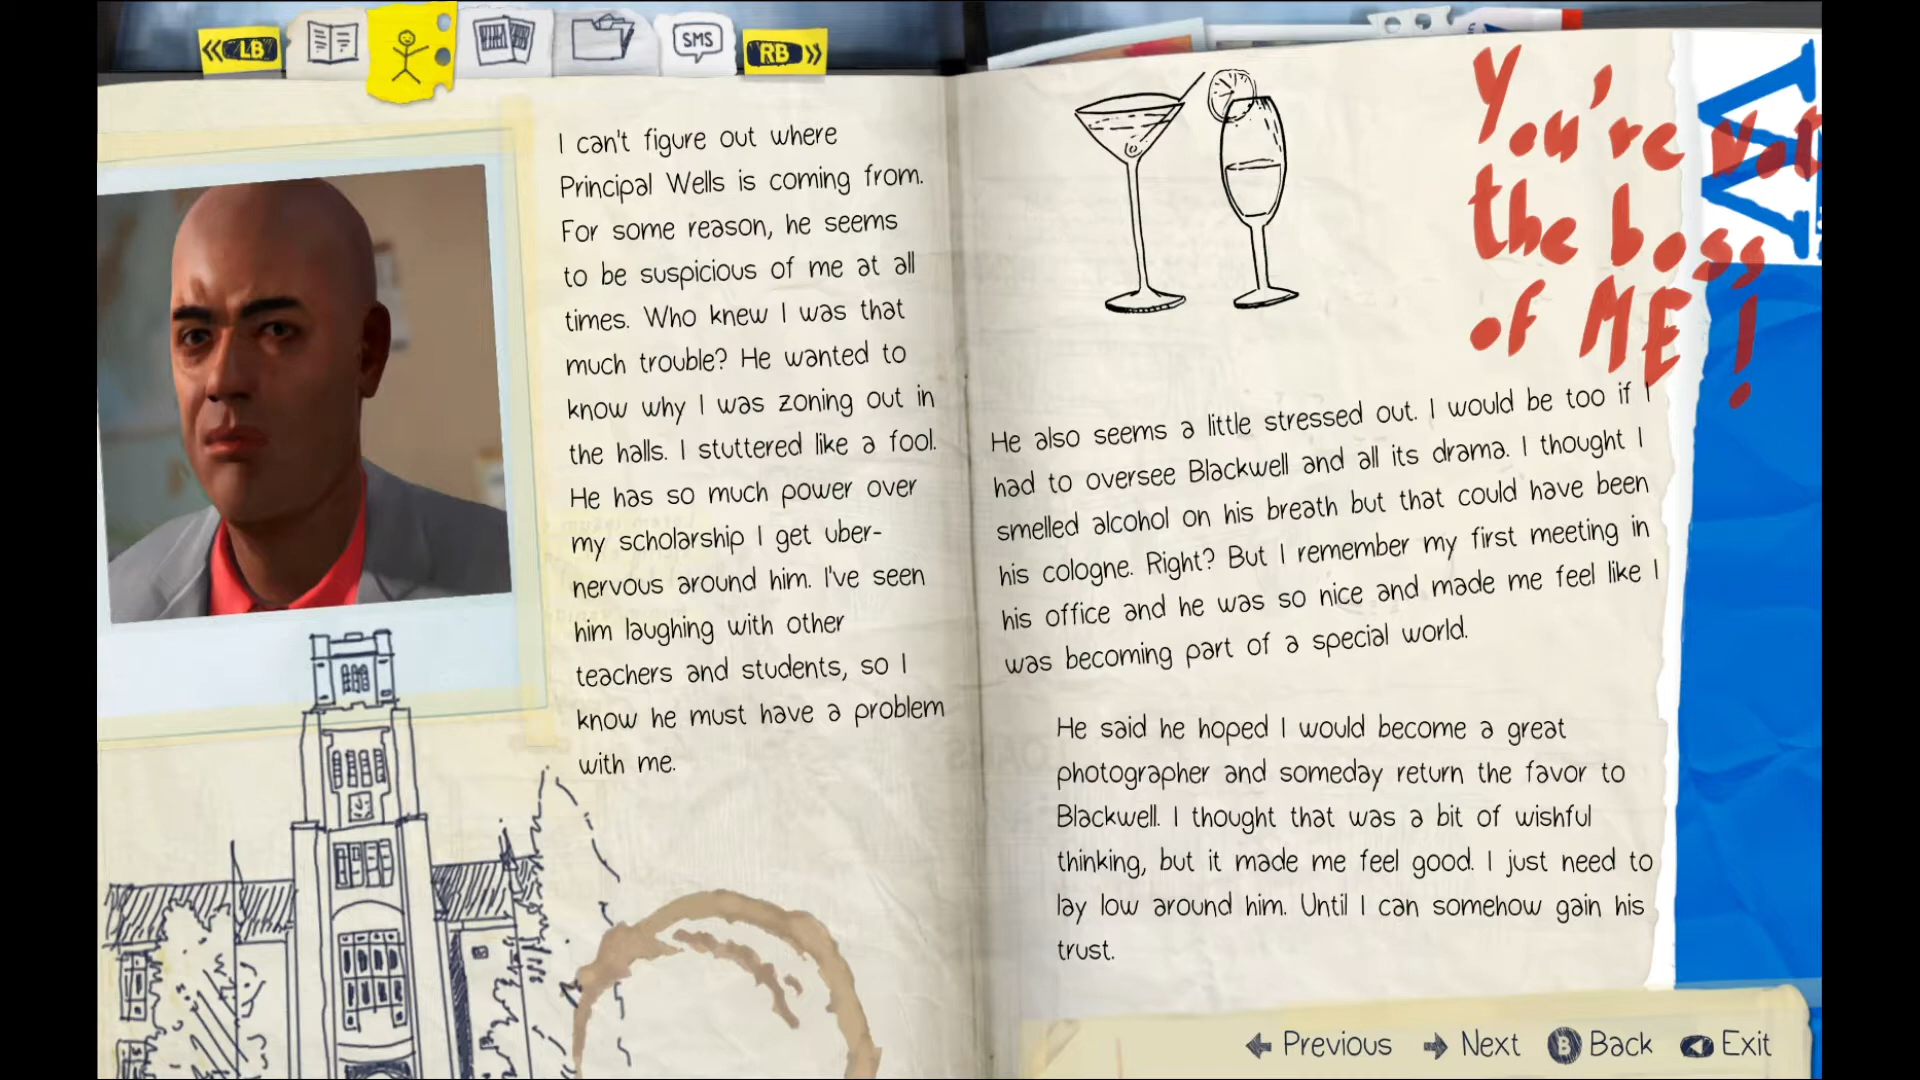 LB
SMS
RB
I can't figure out where
Principal Wells is coming from.
For some reason, he seems
to be suspicious of me at all
times. Who knew I was that
much trouble? He wanted to
know why I was zoning out in
the halls. I stuttered like a fool.
He has so much power over
my scholarship I get uber-
nervous around him. I've seen
him laughing with other
teachers and students, so I
know he must have a problem
with me.
You're not
the boss
of ME!
W
He also seems a little stressed out. I would be too if I
had to oversee Blackwell and all its drama. I thought I
smelled alcohol on his breath but that could have been
his cologne. Right? But I remember my first meeting in
his office and he was so nice and made me feel like I
was becoming part of a special world.
He said he hoped I would become a great
photographer and someday return the favor to
Blackwell. I thought that was a bit of wishful
thinking, but it made me feel good. I just need to
lay low around him. Until I can somehow gain his
trust.
Previous Next B Back Exit